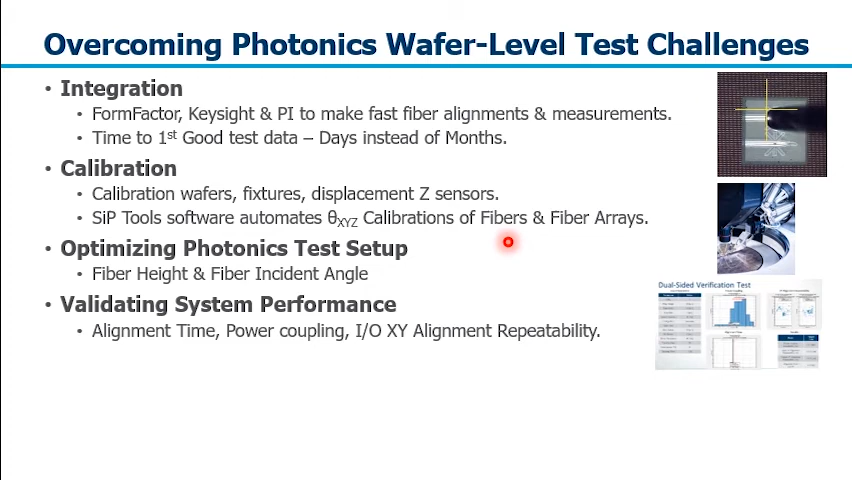 Overcoming Photonics Wafer-Level Test Challenges
• Integration
• FormFactor, Keysight & PI to make fast fiber alignments & measurements.
• Time to 1st Good test data – Days instead of Months.
• Calibration
• Calibration wafers, fixtures, displacement Z sensors.
• SiP Tools software automates θXYZ Calibrations of Fibers & Fiber Arrays.
• Optimizing Photonics Test Setup
• Fiber Height & Fiber Incident Angle
• Validating System Performance
• Alignment Time, Power coupling, I/O XY Alignment Repeatability.
Dual-Sided Verification Test